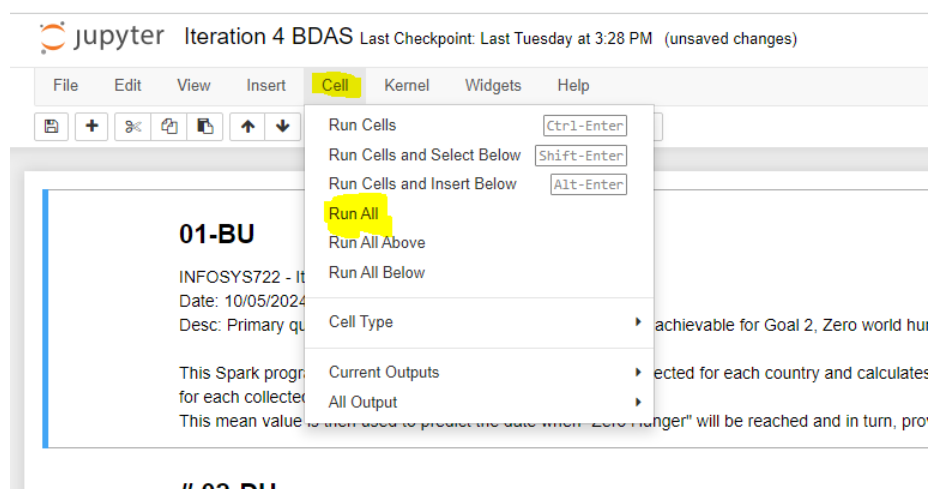 jupyter Iteration 4 BDAS Last Checkpoint: Last Tuesday at 3:28 PM (unsaved changes)
File Edit View Insert Cell Kernel Widgets Help
Run Cells Ctrl-Enter
Run Cells and Select Below Shift-Enter
Run Cells and Insert Below Alt-Enter
Run All
Run All Above
Run All Below
Cell Type
Current Outputs
All Output
01-BU
INFOSYS722 - It
Date: 10/05/2024
Desc: Primary qu achievable for Goal 2, Zero world hun
This Spark progr ected for each country and calculates
for each collected
This mean value is then used to predict the date when "Zero Hunger" will be reached and in turn, prov
# 02-DU